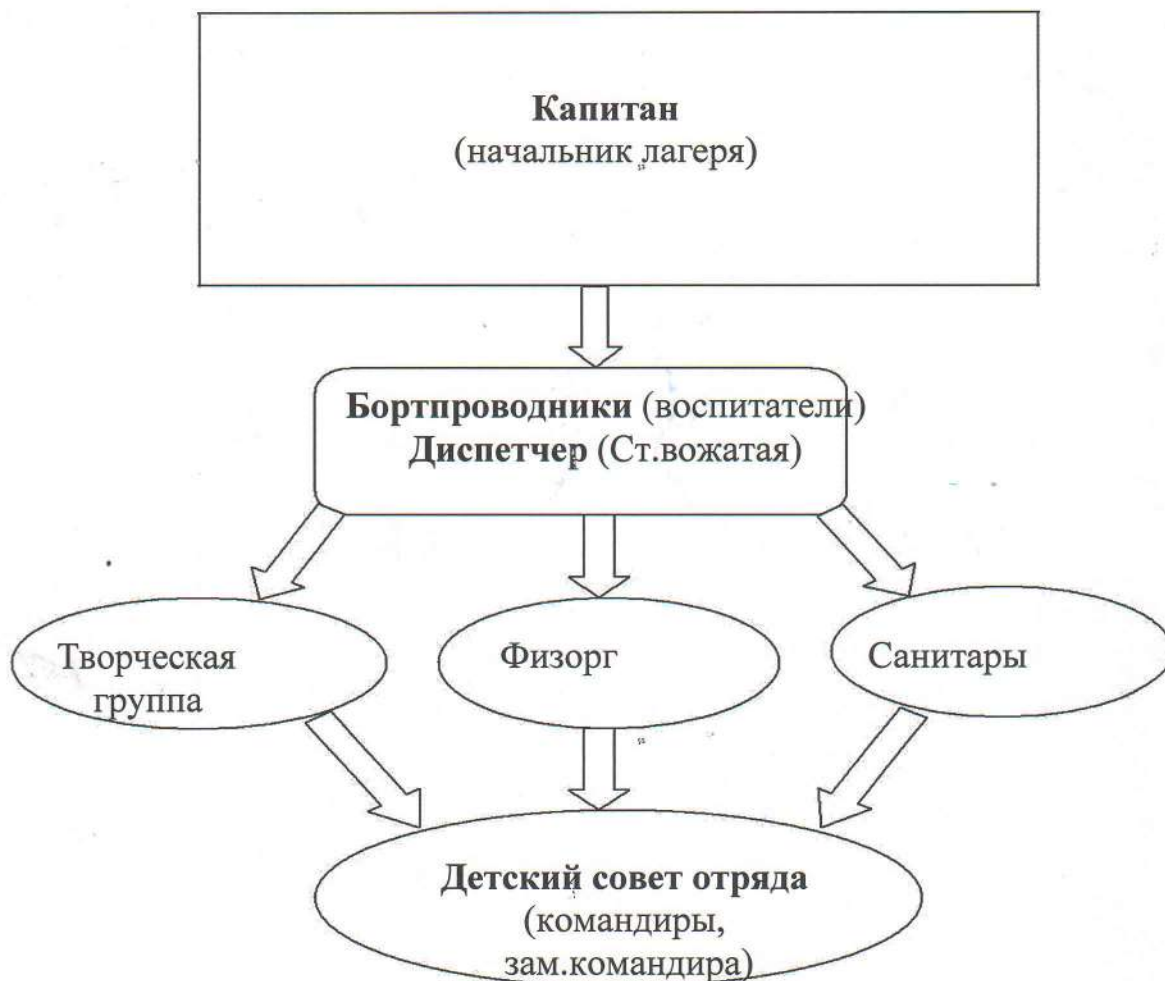 Капитан
(начальник лагеря)
Бортпроводники (воспитатели)
Диспетчер (Ст.вожатая)
Творческая
группа
Физорг
Санитары
Детский совет отряда
(командиры,
зам.командира)